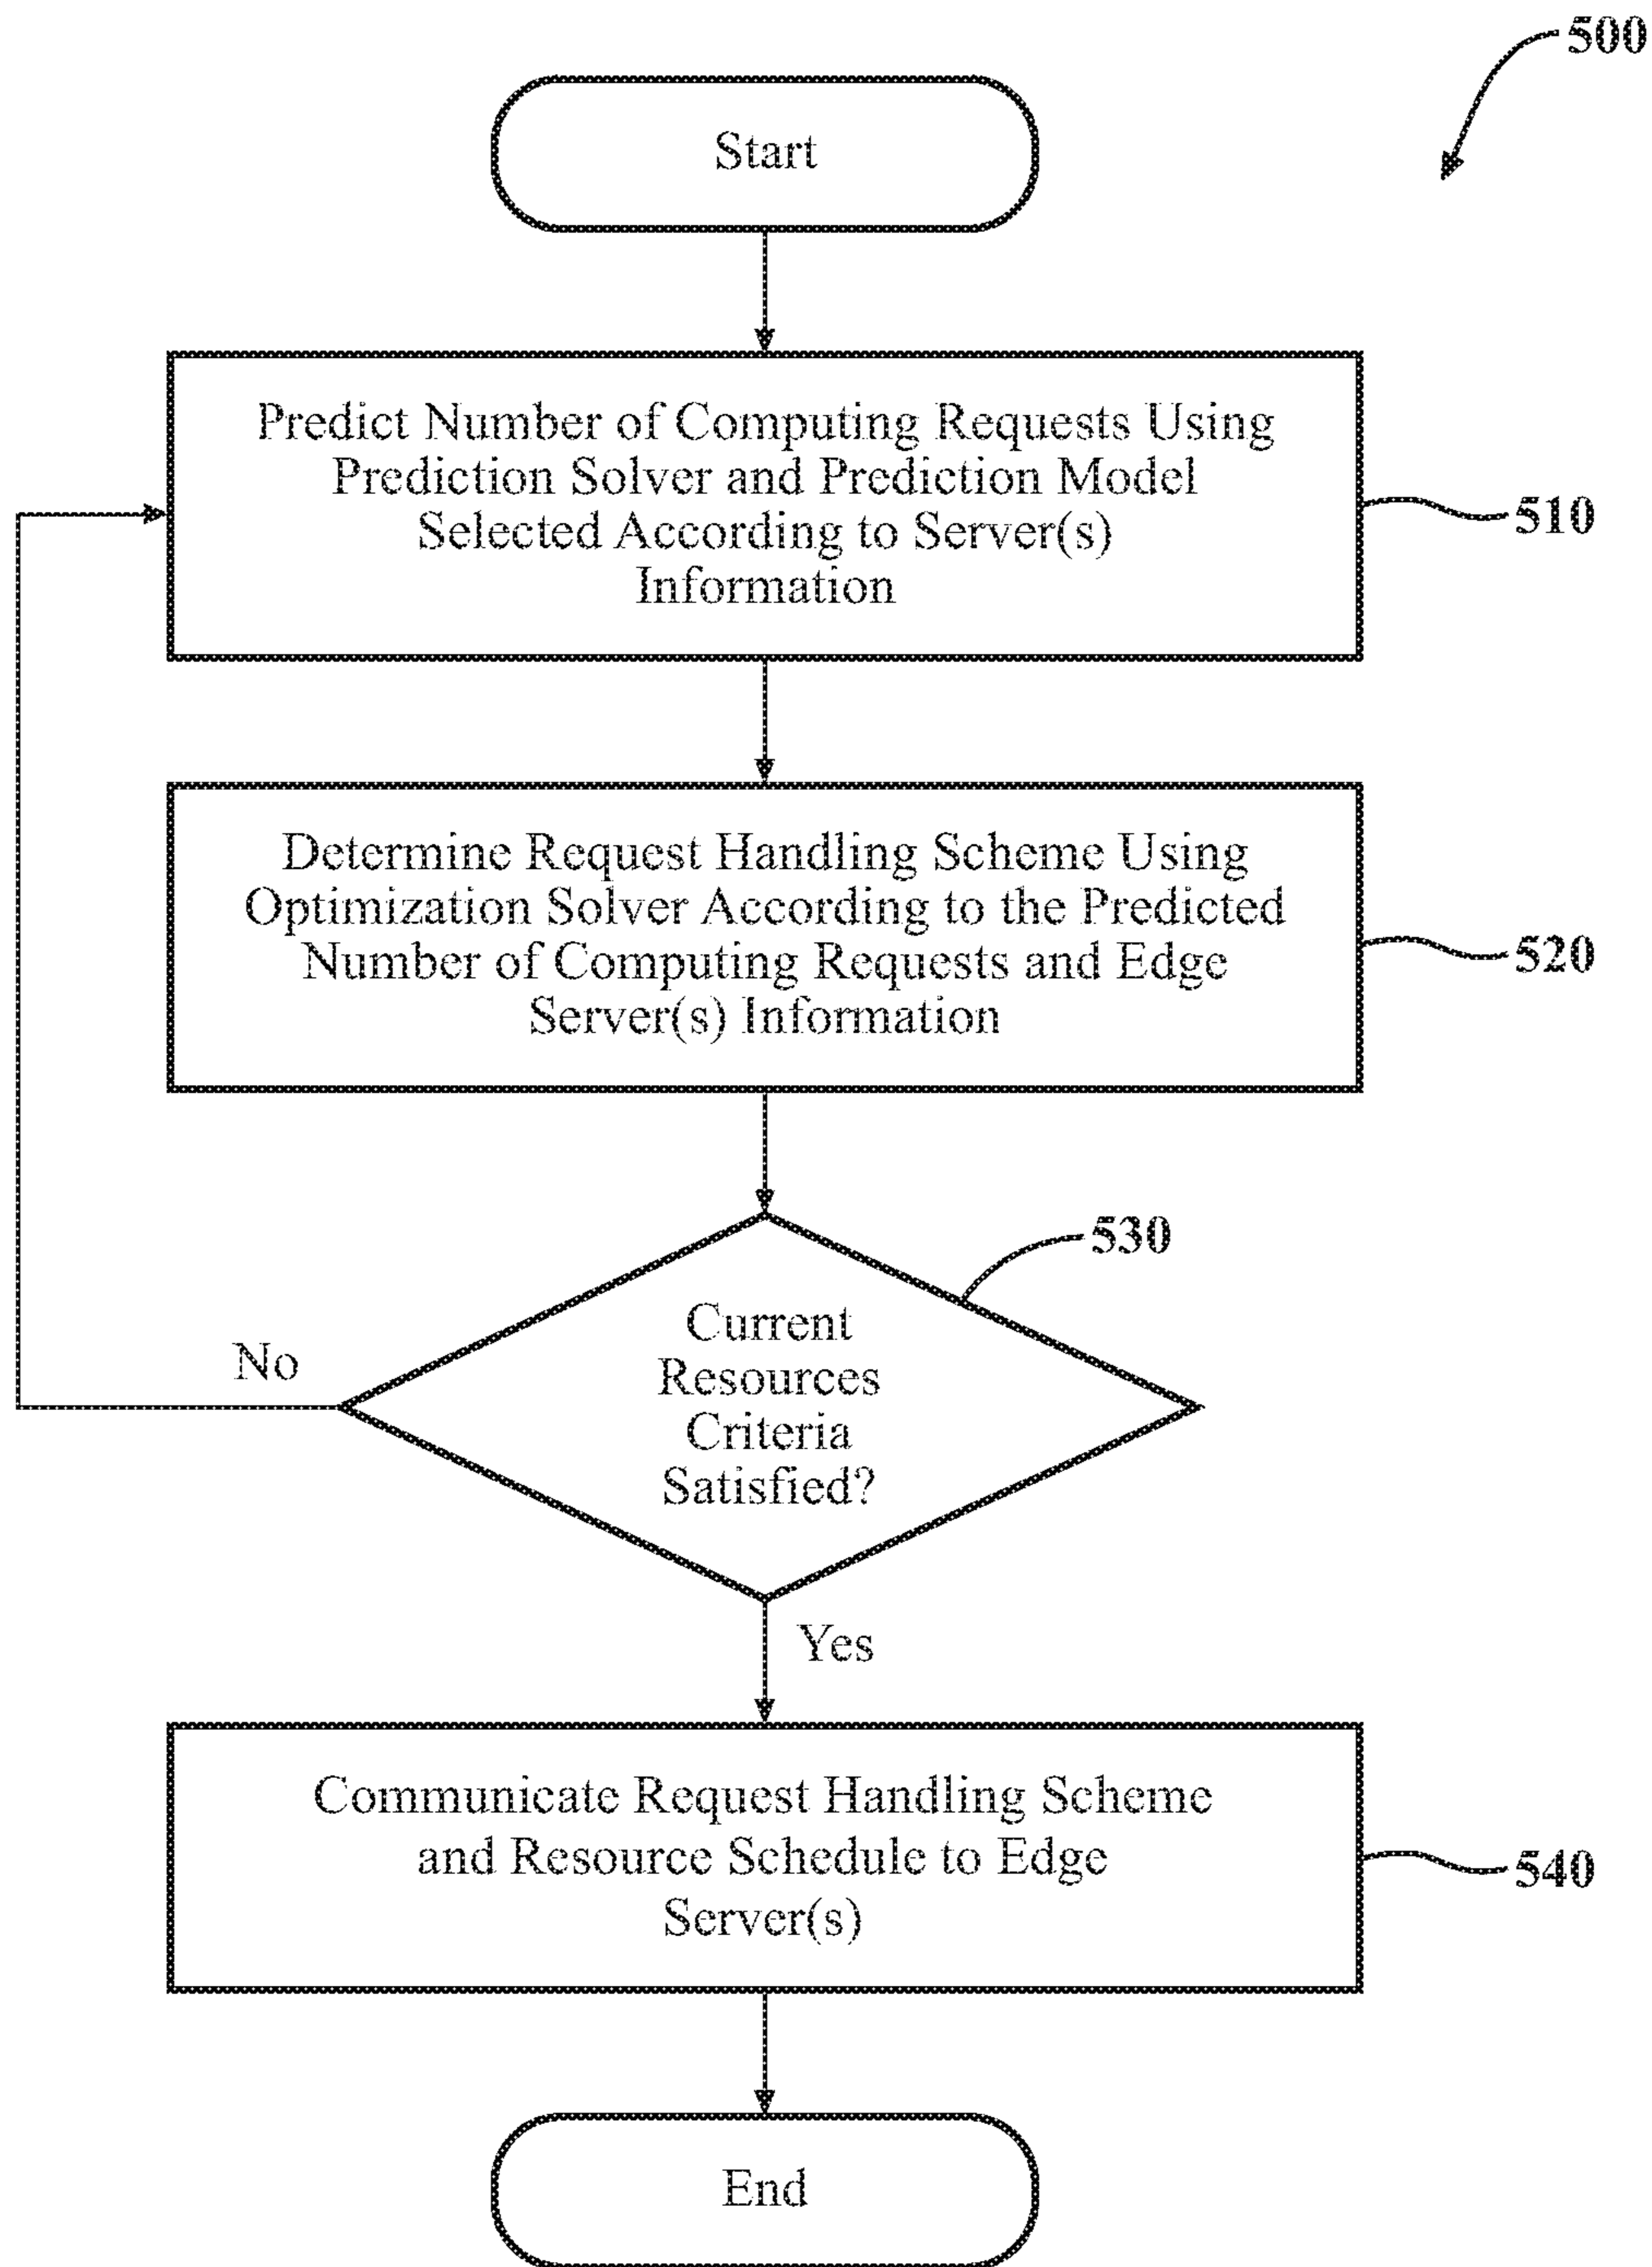 500
Start
Predict Number of Computing Requests Using
Prediction Solver and Prediction Model
Selected According to Server(s)
Information
510
Determine Request Handling Scheme Using
Optimization Solver According to the Predicted
Number of Computing Requests and Edge
Server(s) Information
520
530
Current
Resources
Criteria
Satisfied?
No
Yes
Communicate Request Handling Scheme
and Resource Schedule to Edge
Server(s)
540
End